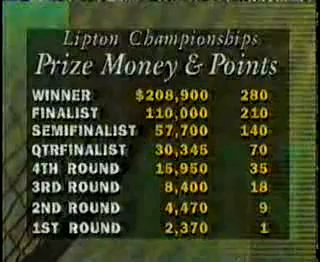 Lipton Championships
Prize Money & Points
WINNER $208,900 280
FINALIST 110,000 210
SEMIFINALIST 57,700 140
QTRFINALIST 30,345 70
4TH ROUND 15,950 35
3RD ROUND 8,400 18
2ND ROUND 4,470 9
1ST ROUND 2,370 1